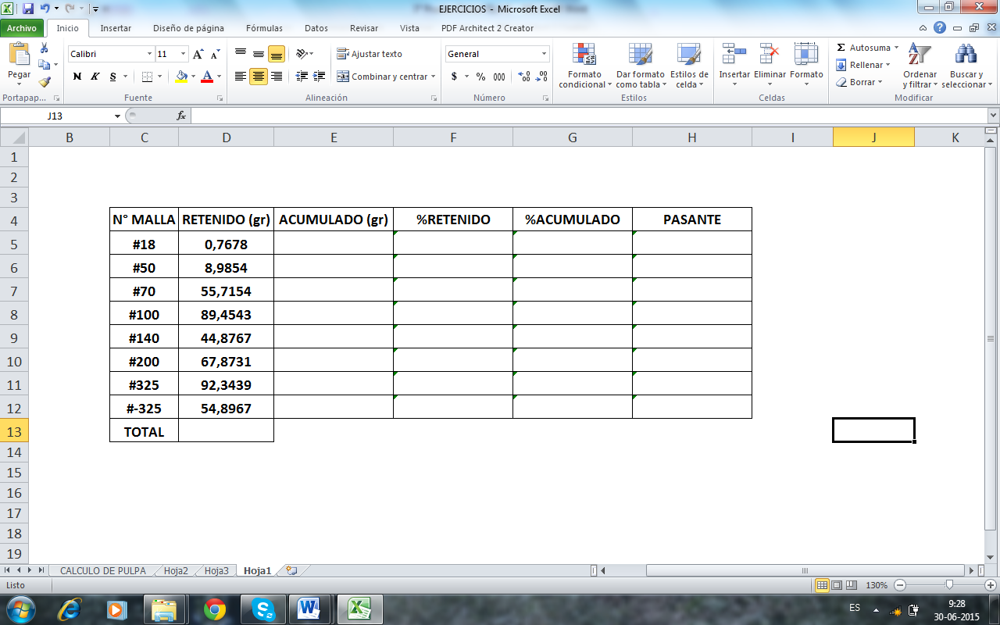 EJERCICIOS - Microsoft Excel
Archivo Inicio Insertar Diseño de página Fórmulas Datos Revisar Vista PDF Architect 2 Creator
Pegar
Calibri 11
N K S
Ajustar texto
Combinar y centrar
General
$ % 000
Formato condicional
Dar formato como tabla
Estilos de celda
Insertar Eliminar Formato
Σ Autosuma
Rellenar
Borrar
Ordenar y filtrar
Buscar y seleccionar
Portapap... Fuente Alineación Número Estilos Celdas Modificar
J13 fx
B C D E F G H I J K
1
2
3
4 N° MALLA RETENIDO (gr) ACUMULADO (gr) %RETENIDO %ACUMULADO PASANTE
5 #18 0,7678
6 #50 8,9854
7 #70 55,7154
8 #100 89,4543
9 #140 44,8767
10 #200 67,8731
11 #325 92,3439
12 #-325 54,8967
13 TOTAL
14
15
16
17
18
19
CALCULO DE PULPA Hoja2 Hoja3 Hoja1
Listo 130%
ES 9:28
30-06-2015